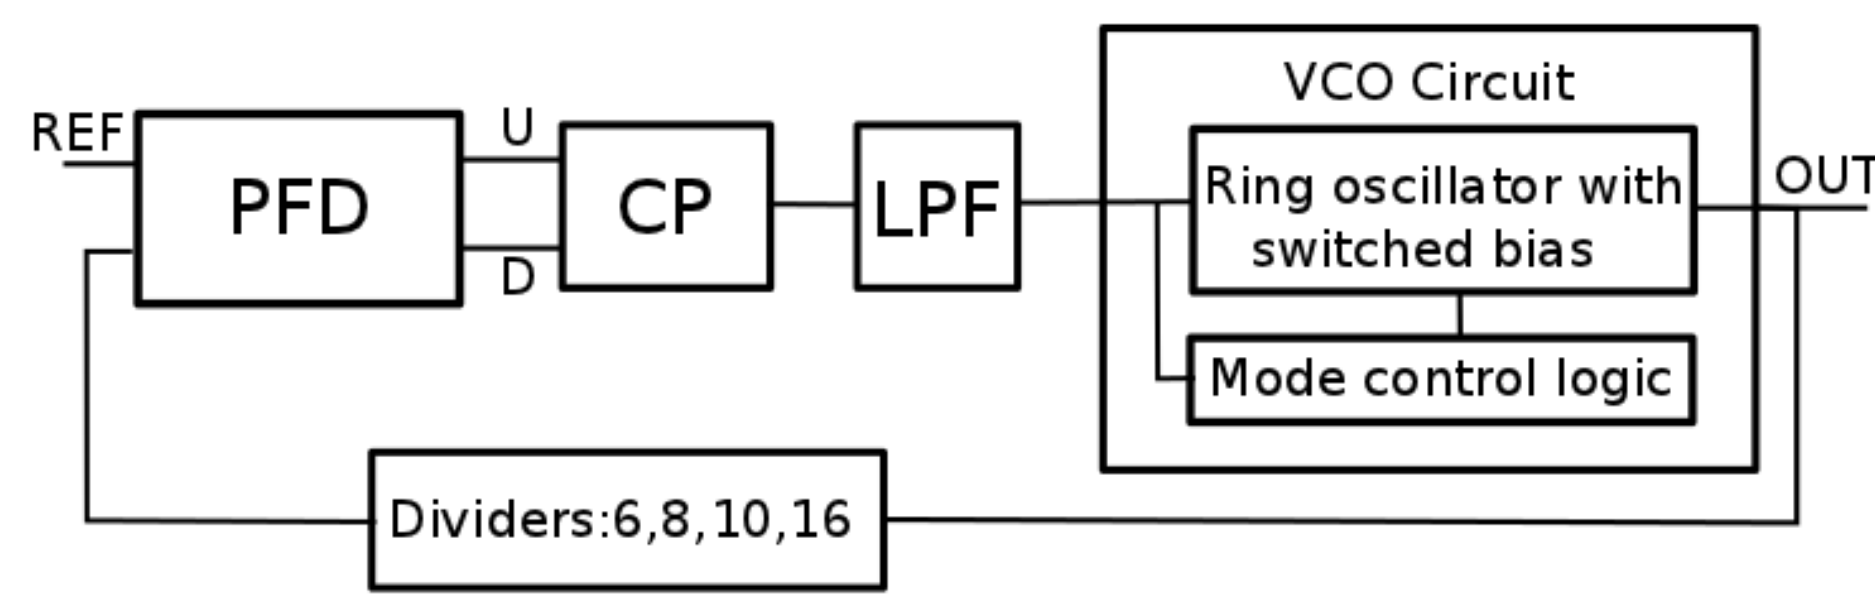 REF
PFD
U
D
CP
LPF
VCO Circuit
Ring oscillator with
switched bias
Mode control logic
OUT
Dividers:6,8,10,16